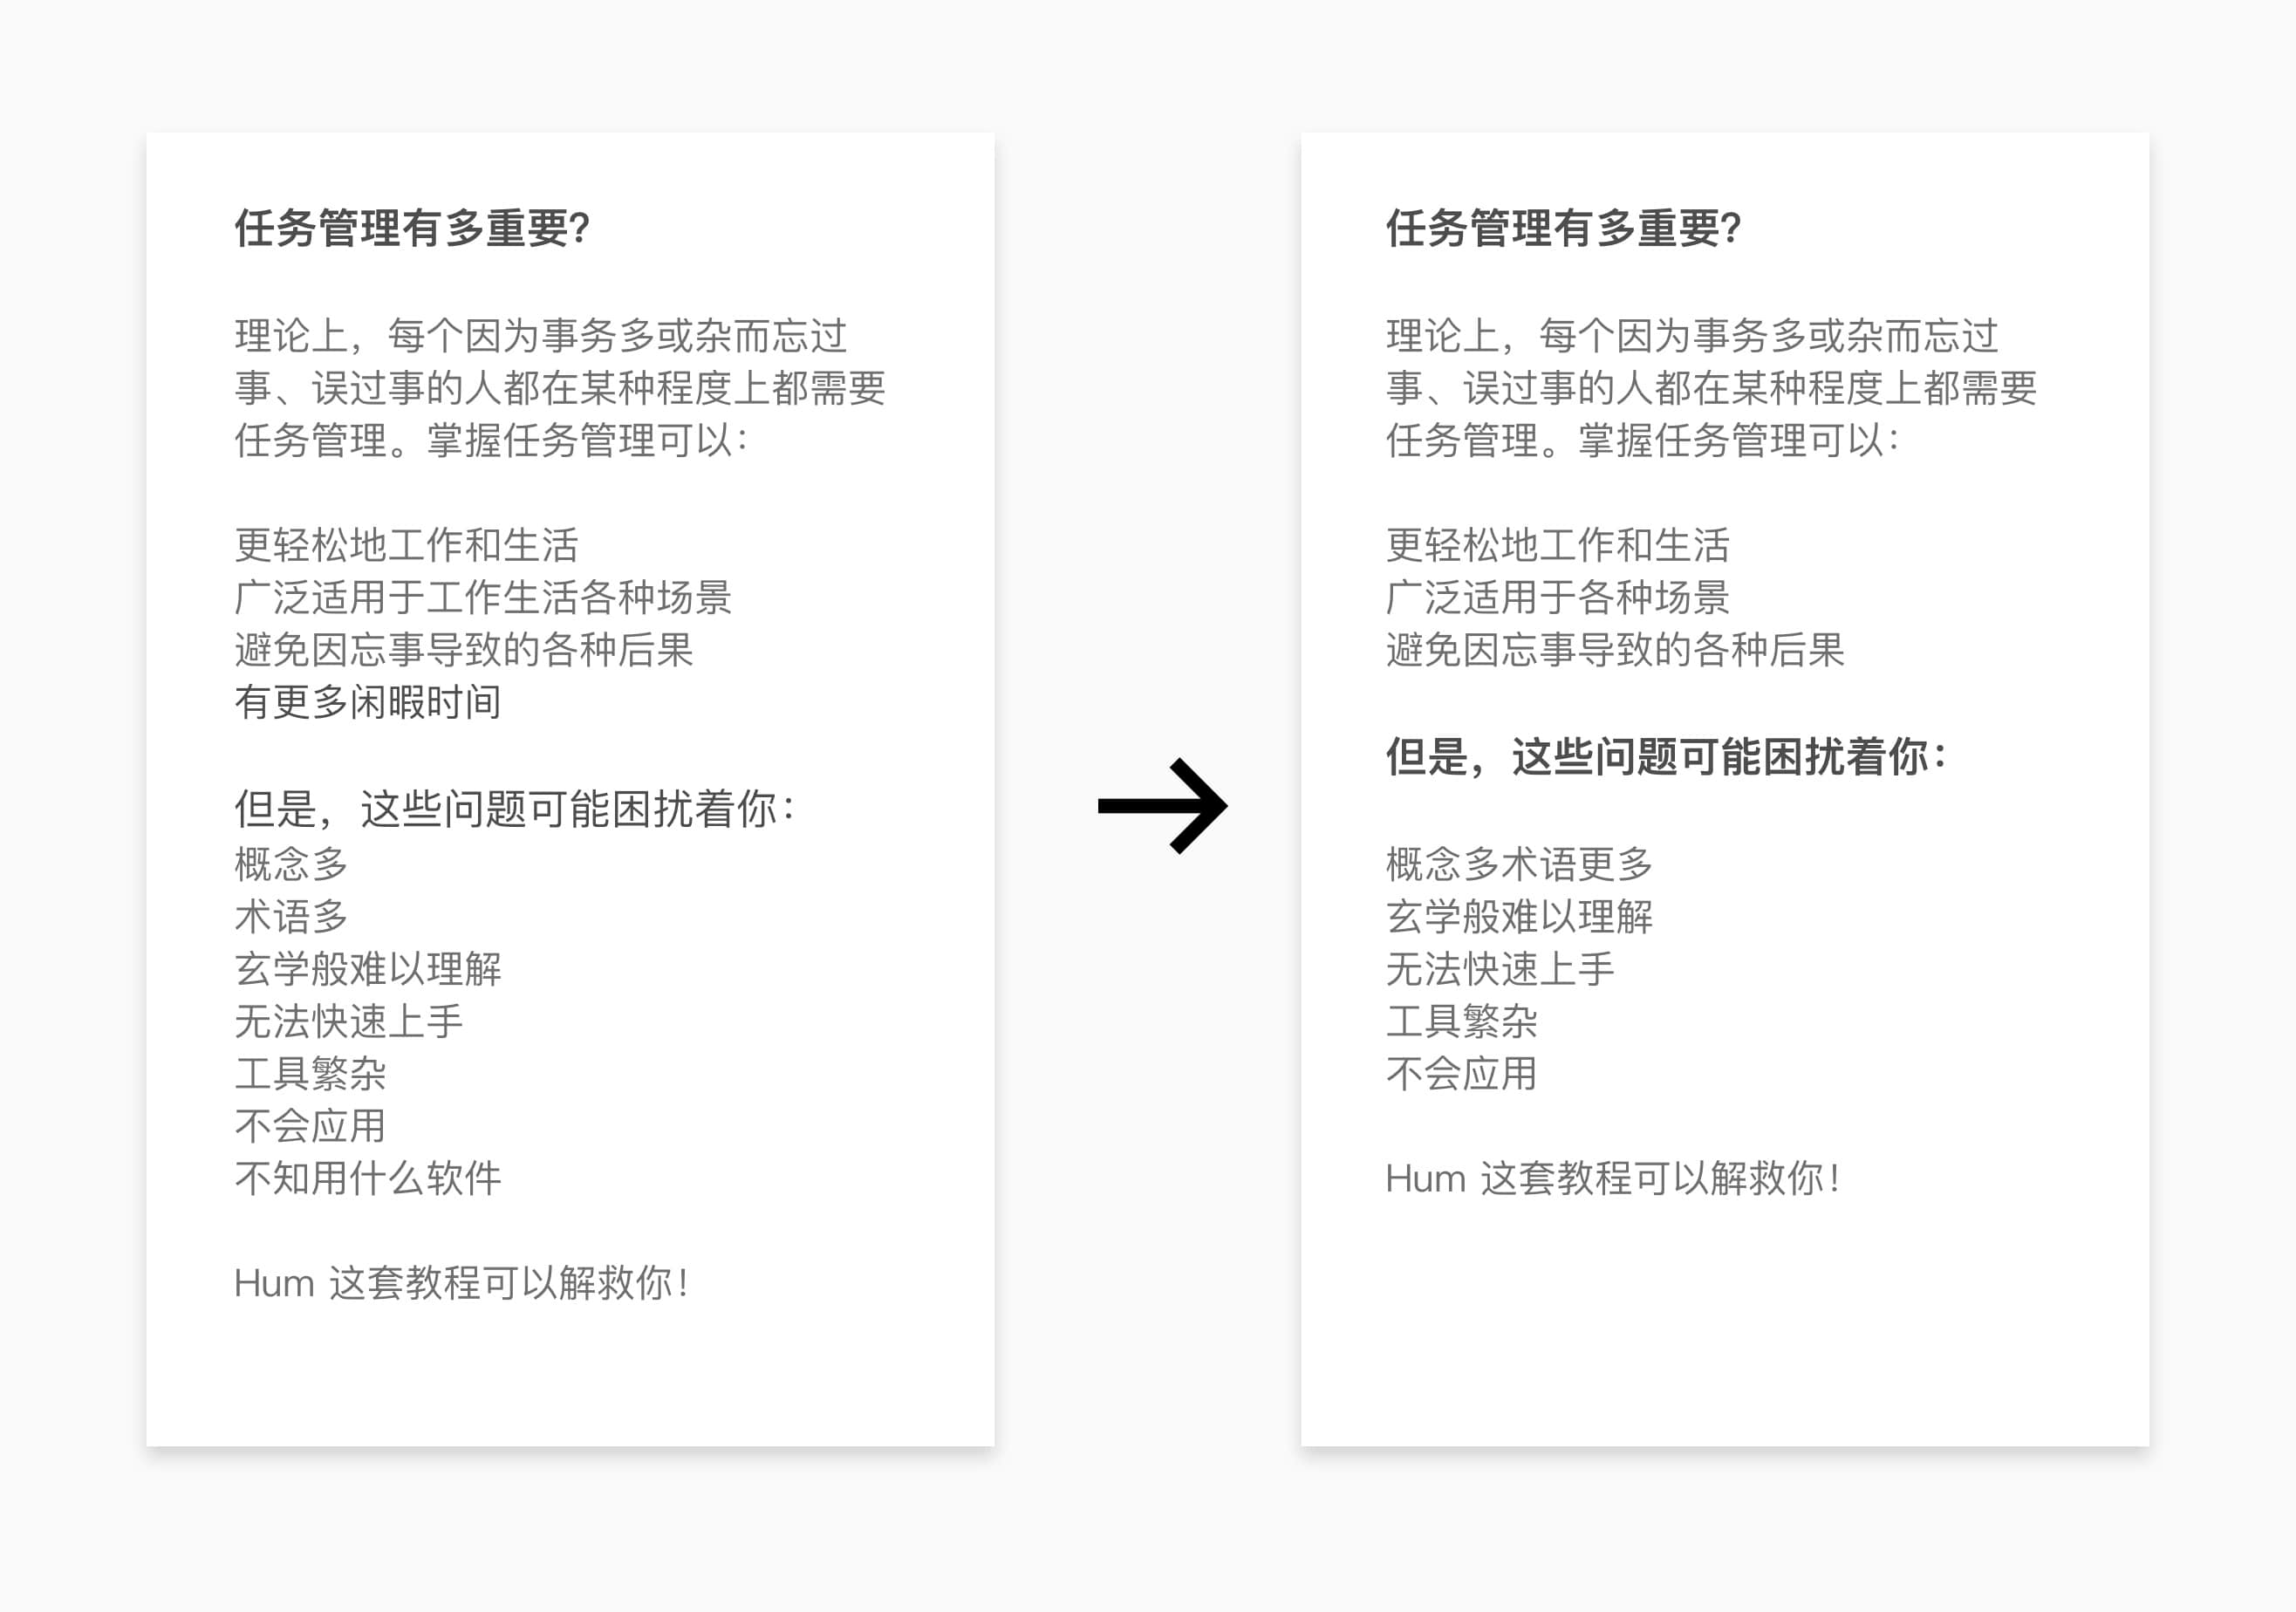 任务管理有多重要？
理论上，每个因为事务多或杂而忘过
事、误过事的人都在某种程度上都需要
任务管理。掌握任务管理可以：
更轻松地工作和生活
广泛适用于工作生活各种场景
避免因忘事导致的各种后果
有更多闲暇时间
但是，这些问题可能困扰着你：
概念多
术语多
玄学般难以理解
无法快速上手
工具繁杂
不会应用
不知用什么软件
Hum 这套教程可以解救你！
任务管理有多重要？
理论上，每个因为事务多或杂而忘过
事、误过事的人都在某种程度上都需要
任务管理。掌握任务管理可以：
更轻松地工作和生活
广泛适用于各种场景
避免因忘事导致的各种后果
但是，这些问题可能困扰着你：
概念多术语更多
玄学般难以理解
无法快速上手
工具繁杂
不会应用
Hum 这套教程可以解救你！